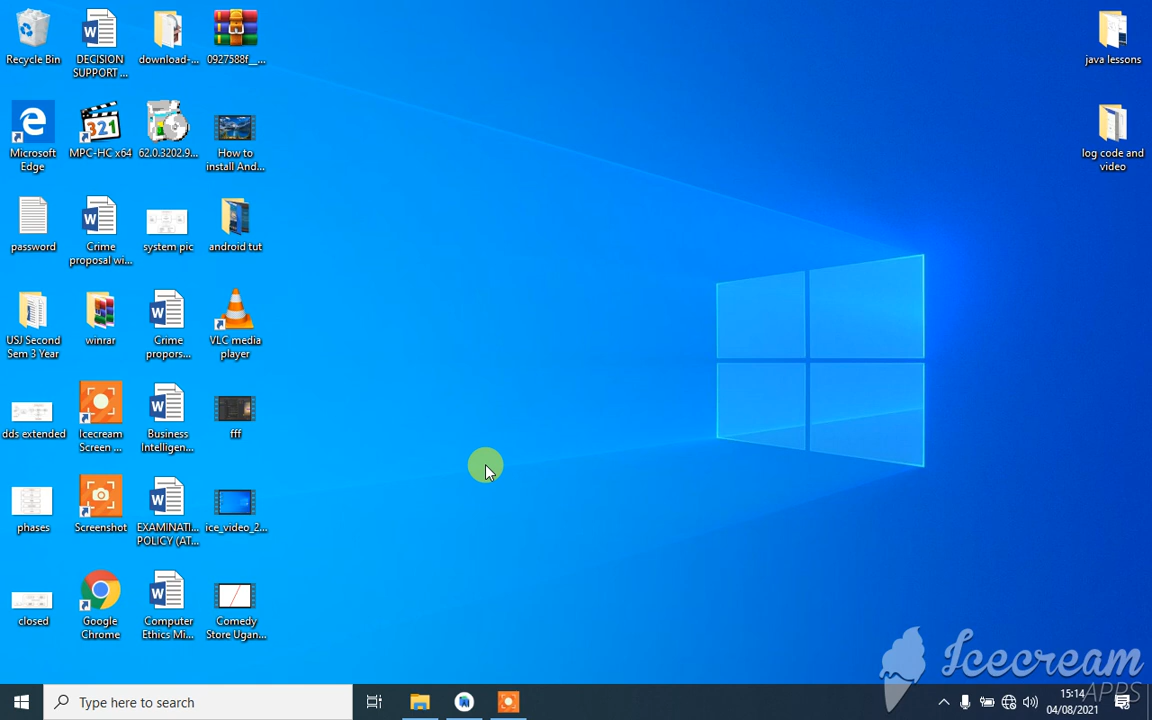 Recycle Bin
DECISION
SUPPORT ...
download-...
0927588f__...
java lessons
Microsoft
Edge
MPC-HC x64
62.0.3202.9...
How to
install And...
log code and
video
password
Crime
proposal wi...
system pic
android tut
USJ Second
Sem 3 Year
winrar
Crime
propors...
VLC media
player
dds extended
Icecream
Screen ...
Business
Intelligen...
fff
phases
Screenshot
EXAMINATI...
POLICY (AT...
ice_video_2...
closed
Google
Chrome
Computer
Ethics Mi...
Comedy
Store Ugan...
Icecream
APPS
Type here to search
15:14
04/08/2021